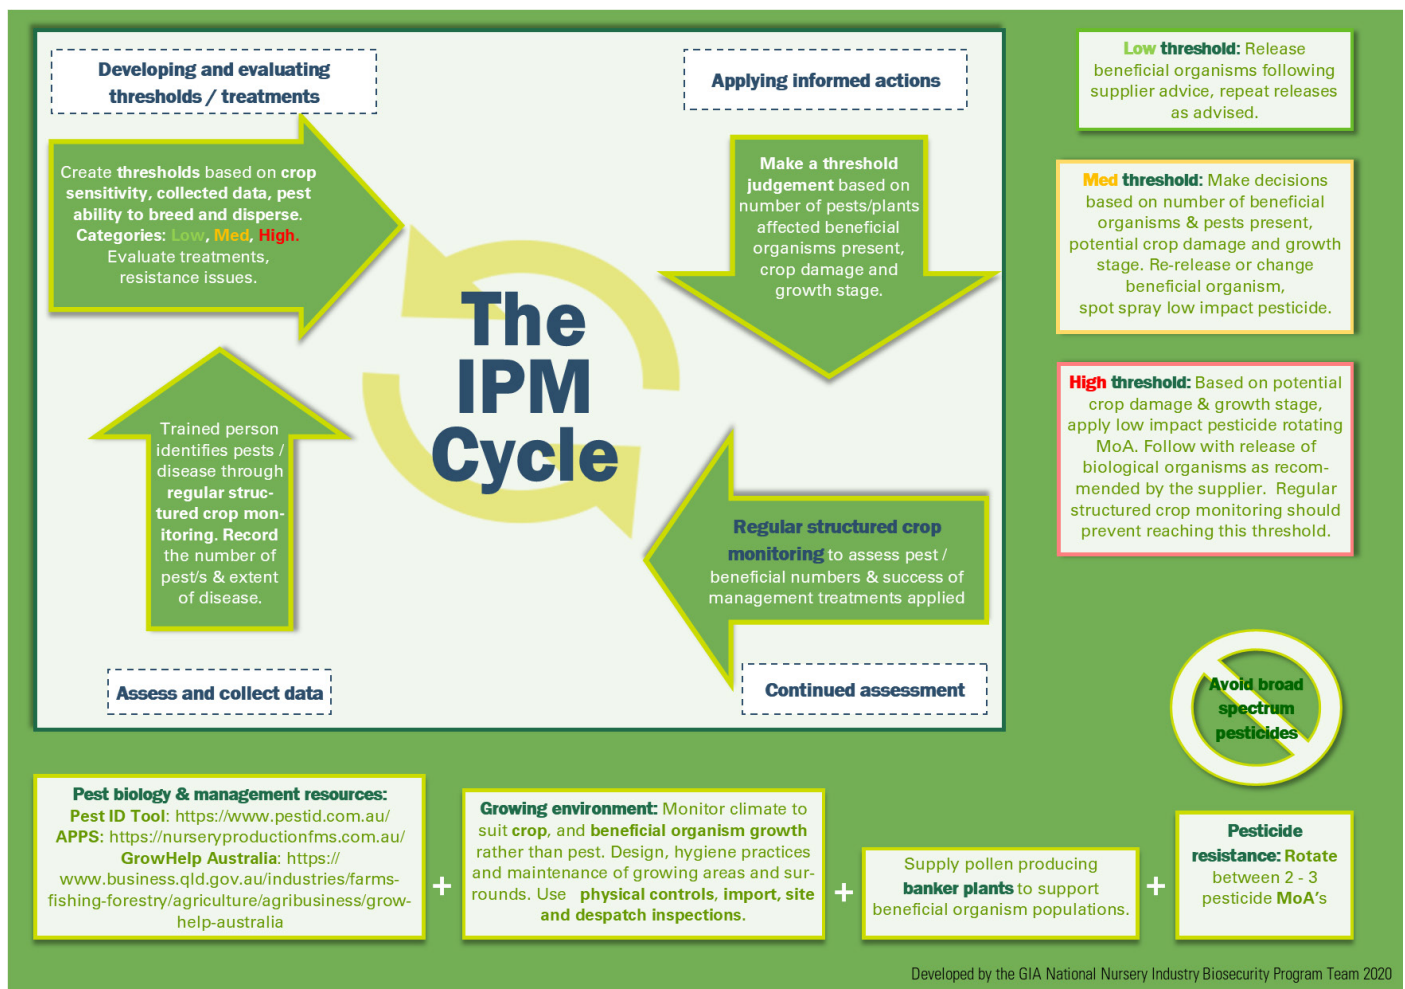 Developing and evaluating
thresholds / treatments
Create thresholds based on crop
sensitivity, collected data, pest
ability to breed and disperse.
Categories: Low, Med, High.
Evaluate treatments,
resistance issues.
Applying informed actions
Make a threshold
judgement based on
number of pests/plants
affected beneficial
organisms present,
crop damage and
growth stage.
The
IPM
Cycle
Trained person
identifies pests /
disease through
regular struc-
tured crop mon-
itoring. Record
the number of
pest/s & extent
of disease.
Assess and collect data
Regular structured crop
monitoring to assess pest /
beneficial numbers & success of
management treatments applied
Continued assessment
Low threshold: Release
beneficial organisms following
supplier advice, repeat releases
as advised.
Med threshold: Make decisions
based on number of beneficial
organisms & pests present,
potential crop damage and growth
stage. Re-release or change
beneficial organism,
spot spray low impact pesticide.
High threshold: Based on potential
crop damage & growth stage,
apply low impact pesticide rotating
MoA. Follow with release of
biological organisms as recom-
mended by the supplier. Regular
structured crop monitoring should
prevent reaching this threshold.
Avoid broad
spectrum
pesticides
Pest biology & management resources:
Pest ID Tool: https://www.pestid.com.au/
APPS: https://nurseryproductionfms.com.au/
GrowHelp Australia: https://
www.business.qld.gov.au/industries/farms-
fishing-forestry/agriculture/agribusiness/grow-
help-australia
+
Growing environment: Monitor climate to
suit crop, and beneficial organism growth
rather than pest. Design, hygiene practices
and maintenance of growing areas and sur-
rounds. Use physical controls, import, site
and despatch inspections.
+
Supply pollen producing
banker plants to support
beneficial organism populations.
+
Pesticide
resistance: Rotate
between 2 - 3
pesticide MoA's
Developed by the GIA National Nursery Industry Biosecurity Program Team 2020